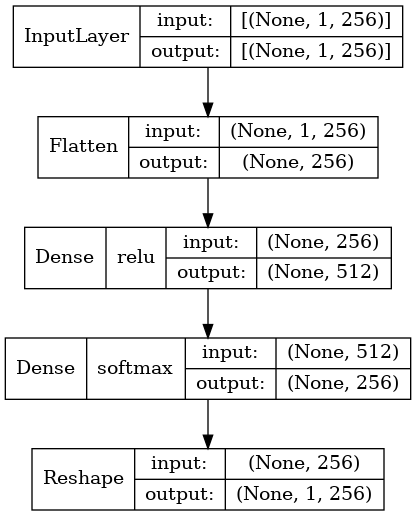 InputLayer
input: [(None, 1, 256)]
output: [(None, 1, 256)]
Flatten
input: (None, 1, 256)
output: (None, 256)
Dense relu
input: (None, 256)
output: (None, 512)
Dense softmax
input: (None, 512)
output: (None, 256)
Reshape
input: (None, 256)
output: (None, 1, 256)